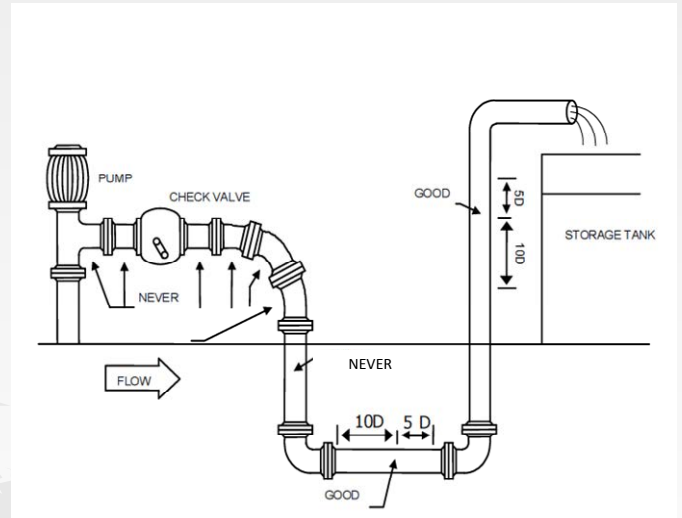 PUMP
CHECK VALVE
GOOD
5D
10D
STORAGE TANK
NEVER
NEVER
FLOW
10D
5 D
GOOD